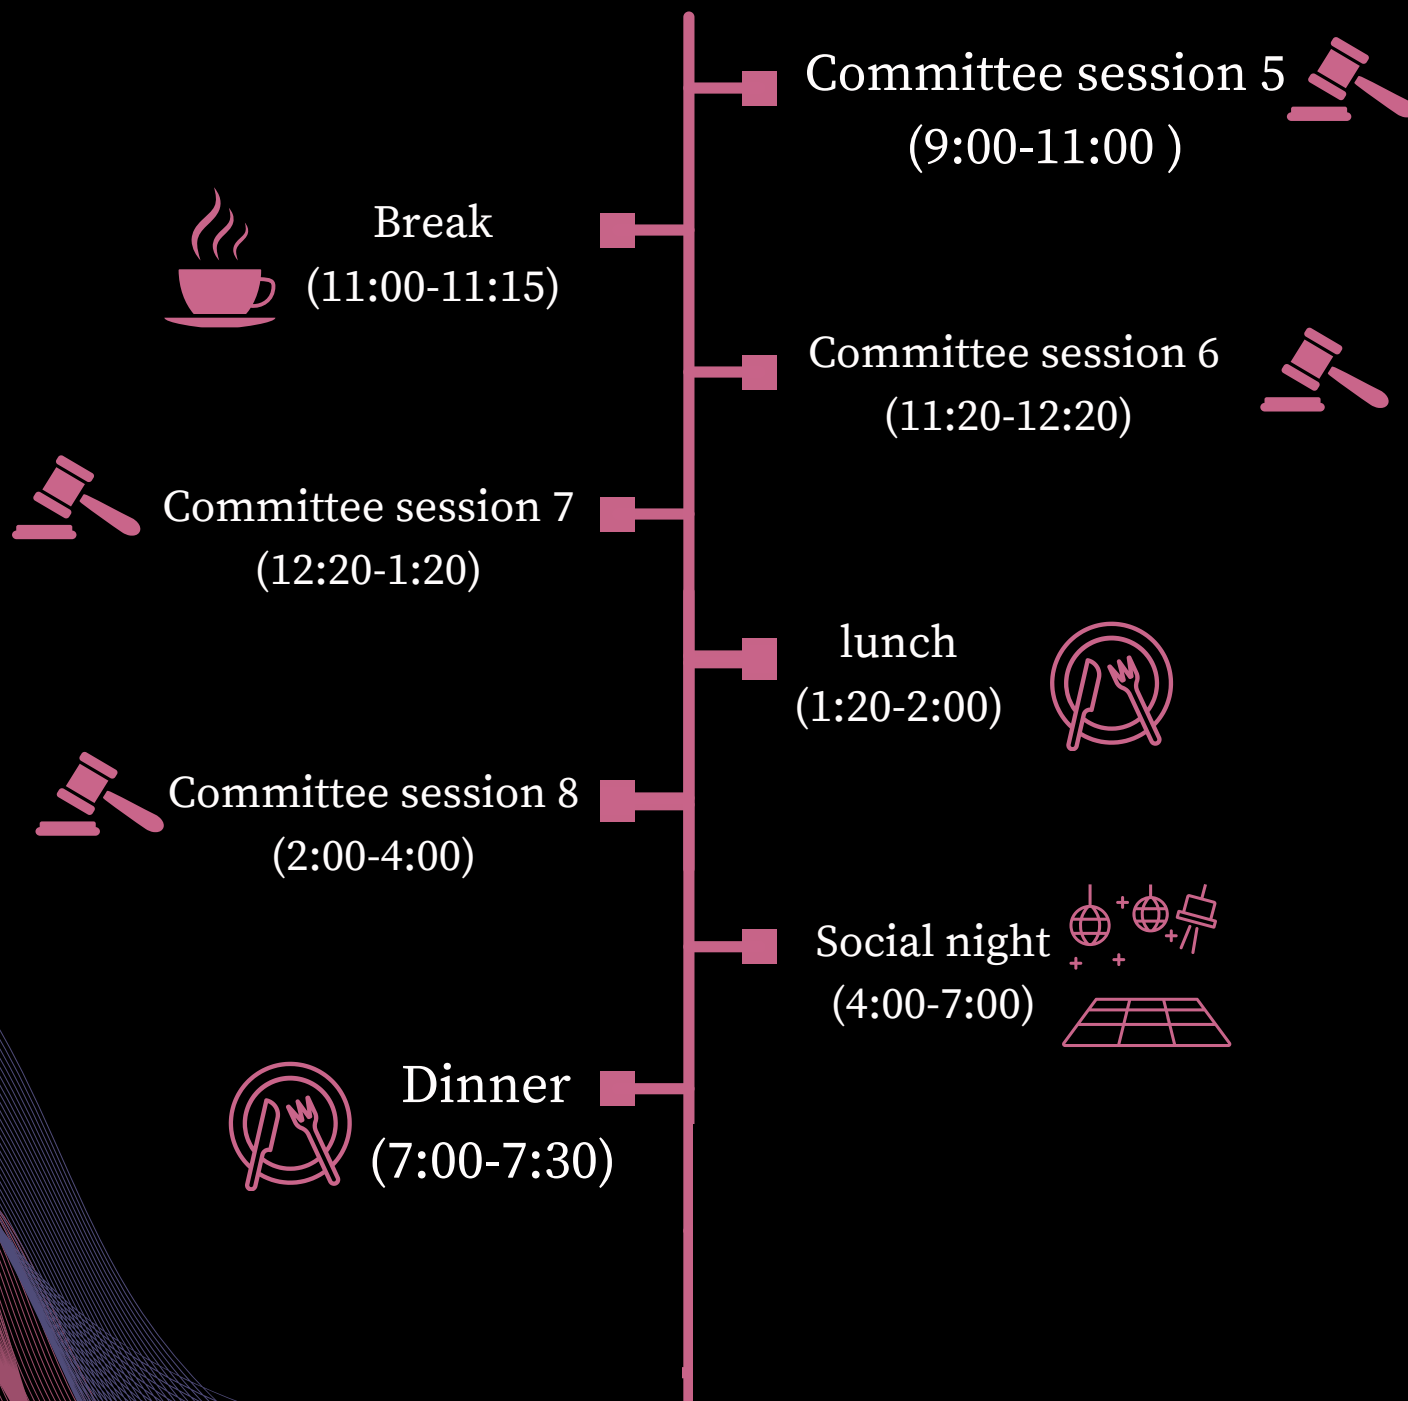 Committee session 5
(9:00-11:00 )
Break
(11:00-11:15)
Committee session 6
(11:20-12:20)
Committee session 7
(12:20-1:20)
lunch
(1:20-2:00)
Committee session 8
(2:00-4:00)
Social night
(4:00-7:00)
Dinner
(7:00-7:30)